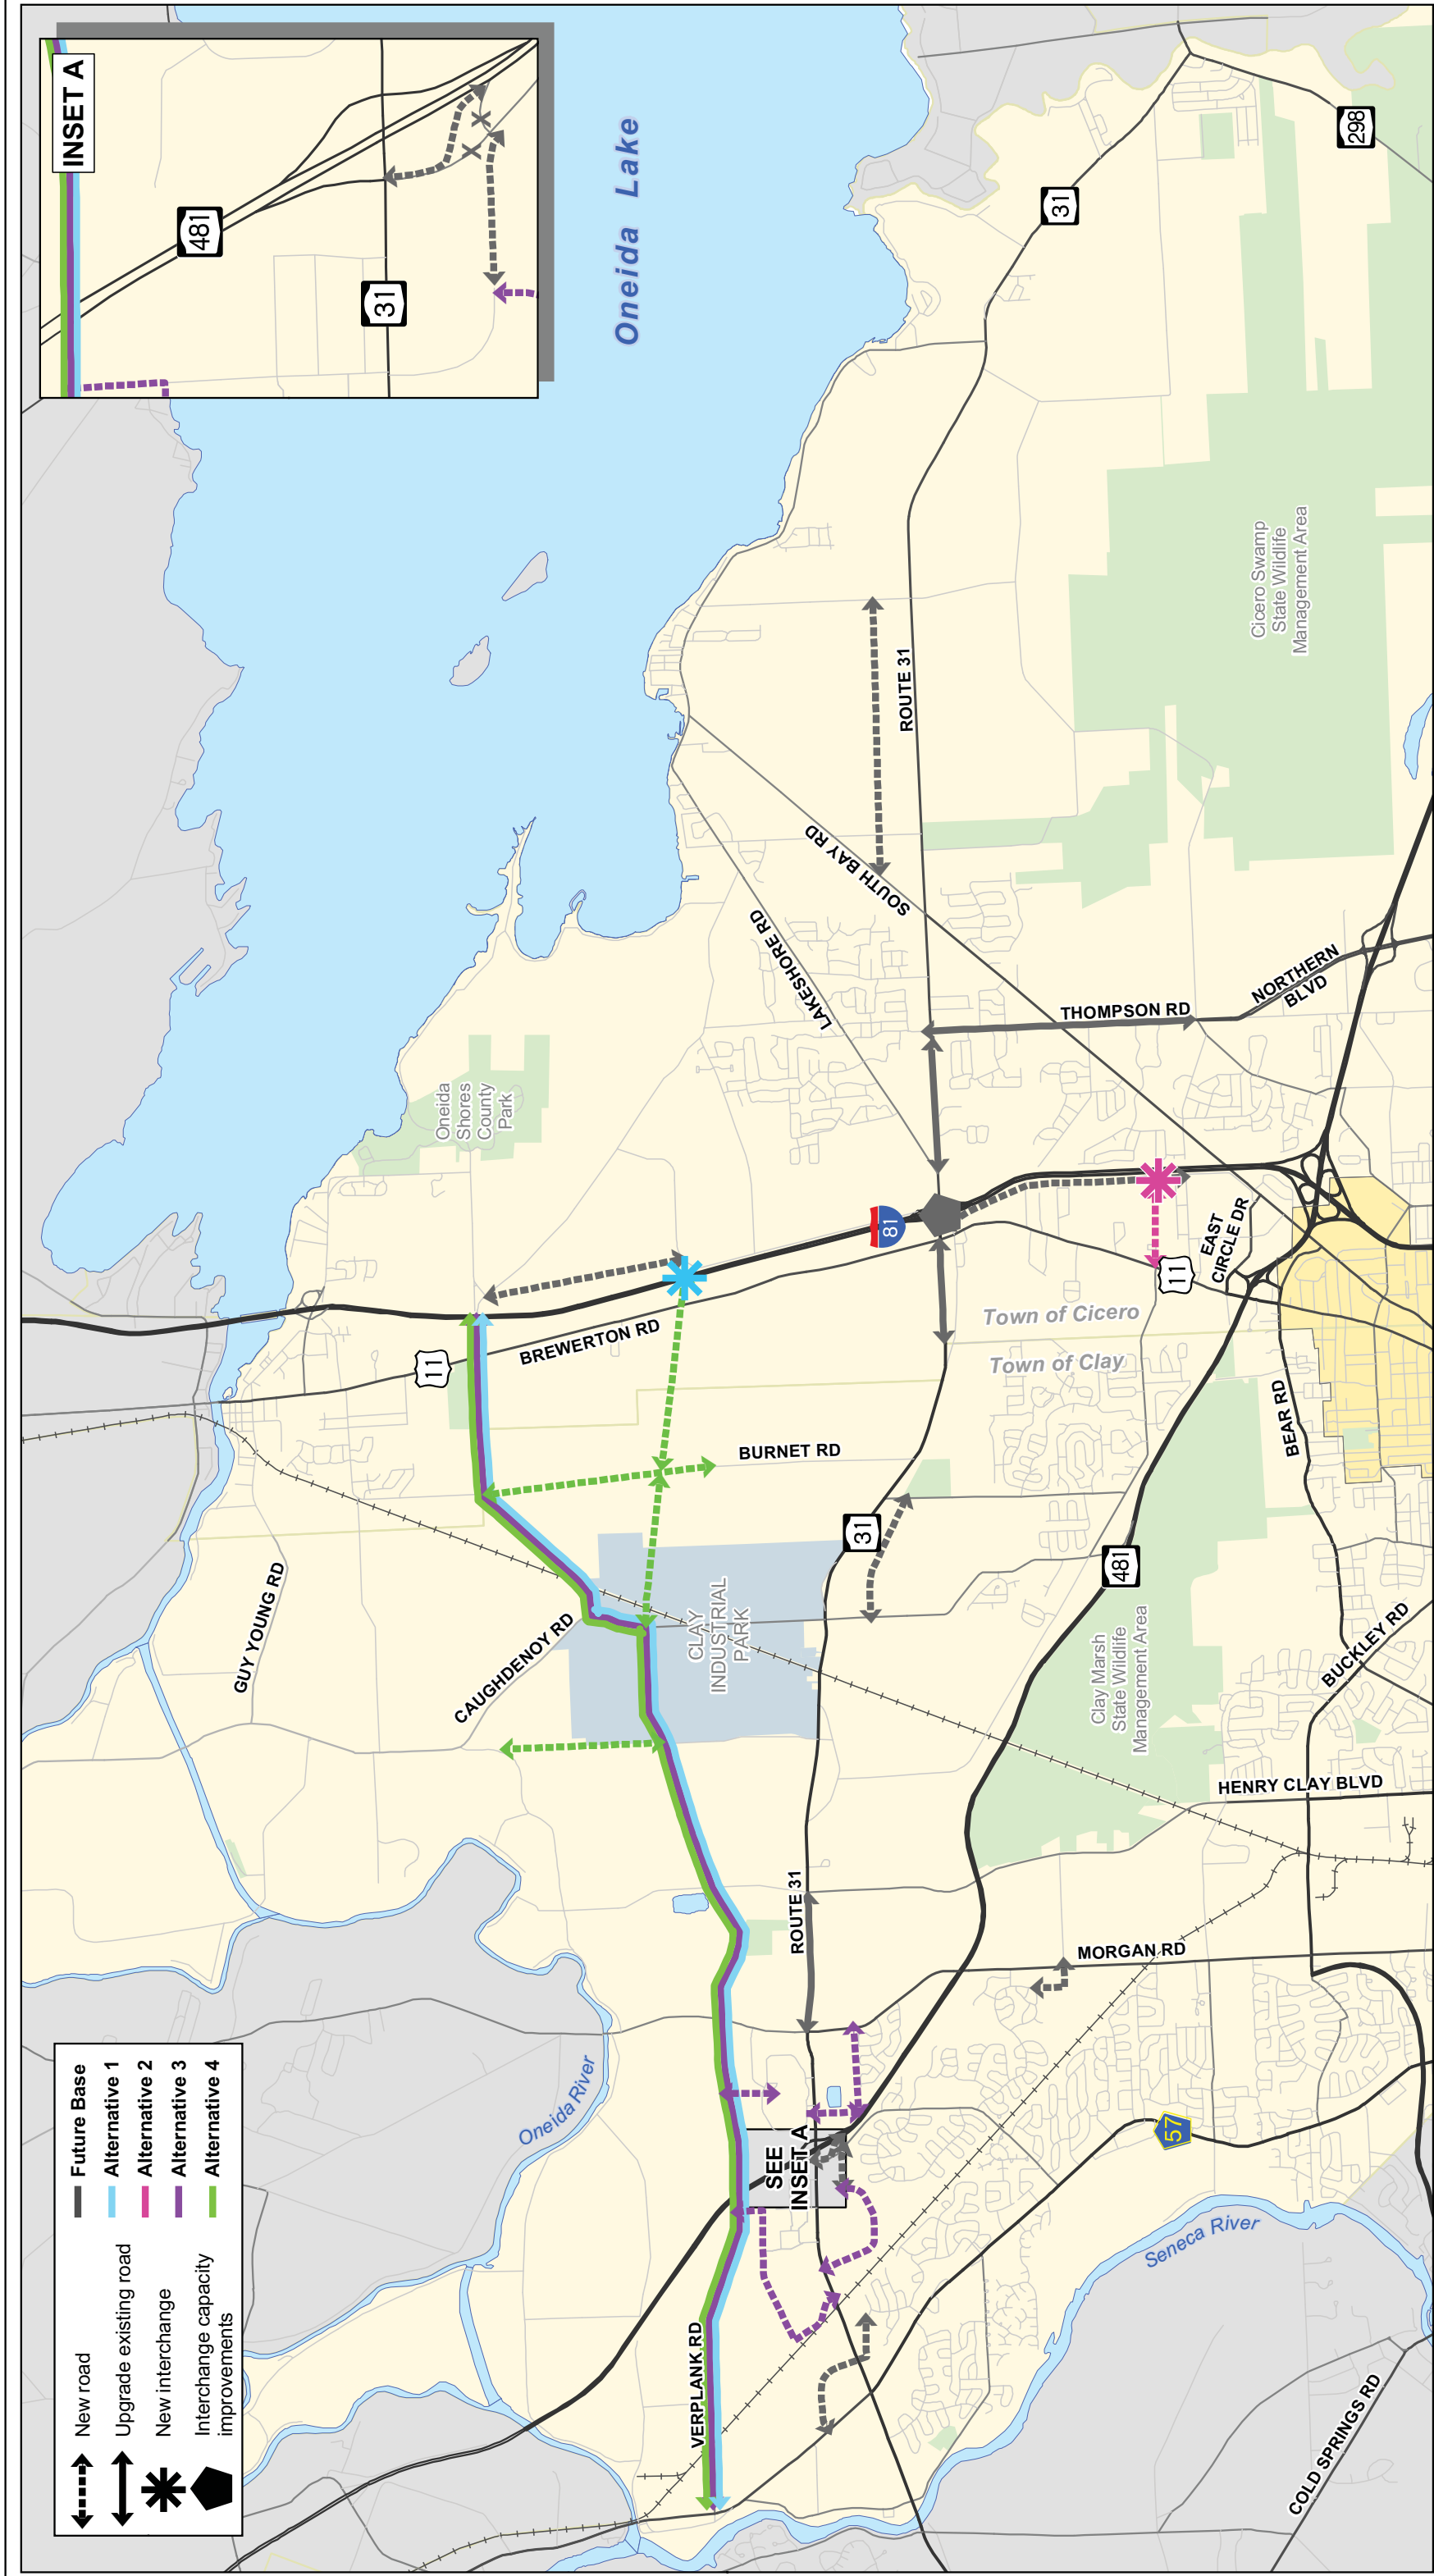 New road
Upgrade existing road
New interchange
Interchange capacity
improvements
Future Base
Alternative 1
Alternative 2
Alternative 3
Alternative 4
INSET A
481
31
Oneida Lake
Oneida River
Seneca River
VERPLANK RD
SEE
INSET A
ROUTE 31
MORGAN RD
57
COLD SPRINGS RD
HENRY CLAY BLVD
BUCKLEY RD
BEAR RD
GUY YOUNG RD
CAUGHDENOY RD
CLAY
INDUSTRIAL
PARK
Clay Marsh
State Wildlife
Management Area
481
31
BURNET RD
BREWERTON RD
11
Town of Cicero
Town of Clay
81
11
EAST
CIRCLE DR
Oneida
Shores
County
Park
LAKESHORE RD
SOUTH BAY RD
THOMPSON RD
NORTHERN
BLVD
ROUTE 31
Cicero Swamp
State Wildlife
Management Area
31
298